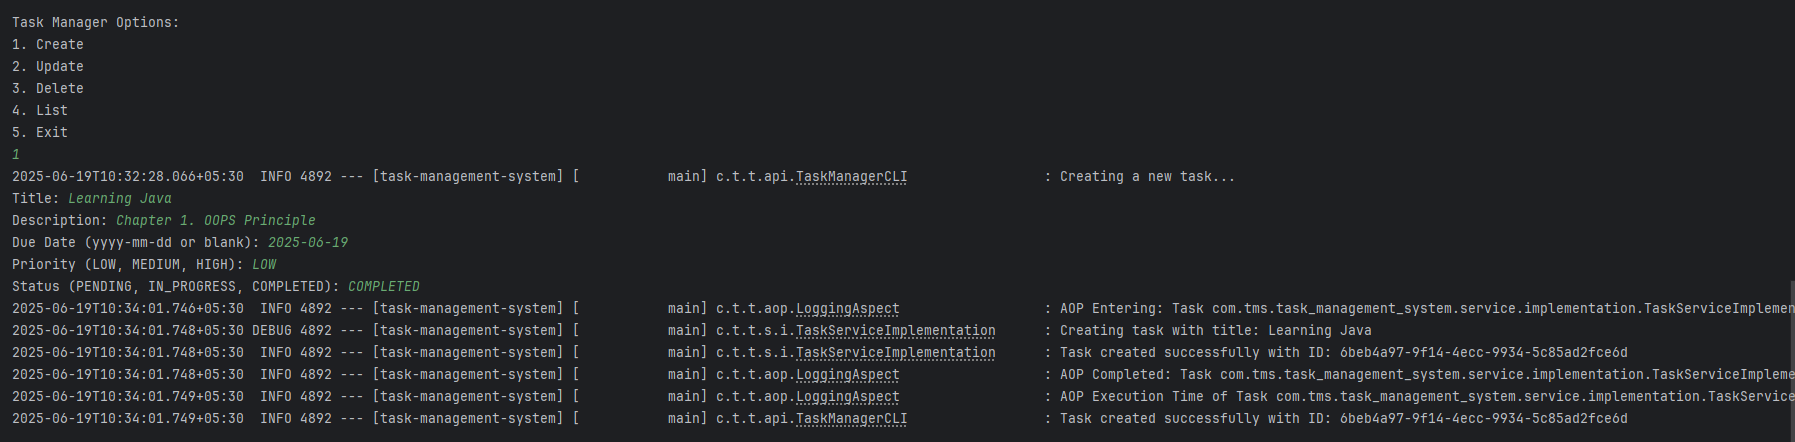 Task Manager Options:
1. Create
2. Update
3. Delete
4. List
5. Exit
1
2025-06-19T10:32:28.066+05:30  INFO 4892 --- [task-management-system] [           main] c.t.t.api.TaskManagerCLI                 : Creating a new task...
Title: Learning Java
Description: Chapter 1. OOPS Principle
Due Date (yyyy-mm-dd or blank): 2025-06-19
Priority (LOW, MEDIUM, HIGH): LOW
Status (PENDING, IN_PROGRESS, COMPLETED): COMPLETED
2025-06-19T10:34:01.746+05:30  INFO 4892 --- [task-management-system] [           main] c.t.t.aop.LoggingAspect                  : AOP Entering: Task com.tms.task_management_system.service.implementation.TaskServiceImplemen
2025-06-19T10:34:01.748+05:30 DEBUG 4892 --- [task-management-system] [           main] c.t.t.s.i.TaskServiceImplementation      : Creating task with title: Learning Java
2025-06-19T10:34:01.748+05:30  INFO 4892 --- [task-management-system] [           main] c.t.t.s.i.TaskServiceImplementation      : Task created successfully with ID: 6beb4a97-9f14-4ecc-9934-5c85ad2fce6d
2025-06-19T10:34:01.748+05:30  INFO 4892 --- [task-management-system] [           main] c.t.t.aop.LoggingAspect                  : AOP Completed: Task com.tms.task_management_system.service.implementation.TaskServiceImpleme
2025-06-19T10:34:01.749+05:30  INFO 4892 --- [task-management-system] [           main] c.t.t.aop.LoggingAspect                  : AOP Execution Time of Task com.tms.task_management_system.service.implementation.TaskService
2025-06-19T10:34:01.749+05:30  INFO 4892 --- [task-management-system] [           main] c.t.t.api.TaskManagerCLI                 : Task created successfully with ID: 6beb4a97-9f14-4ecc-9934-5c85ad2fce6d